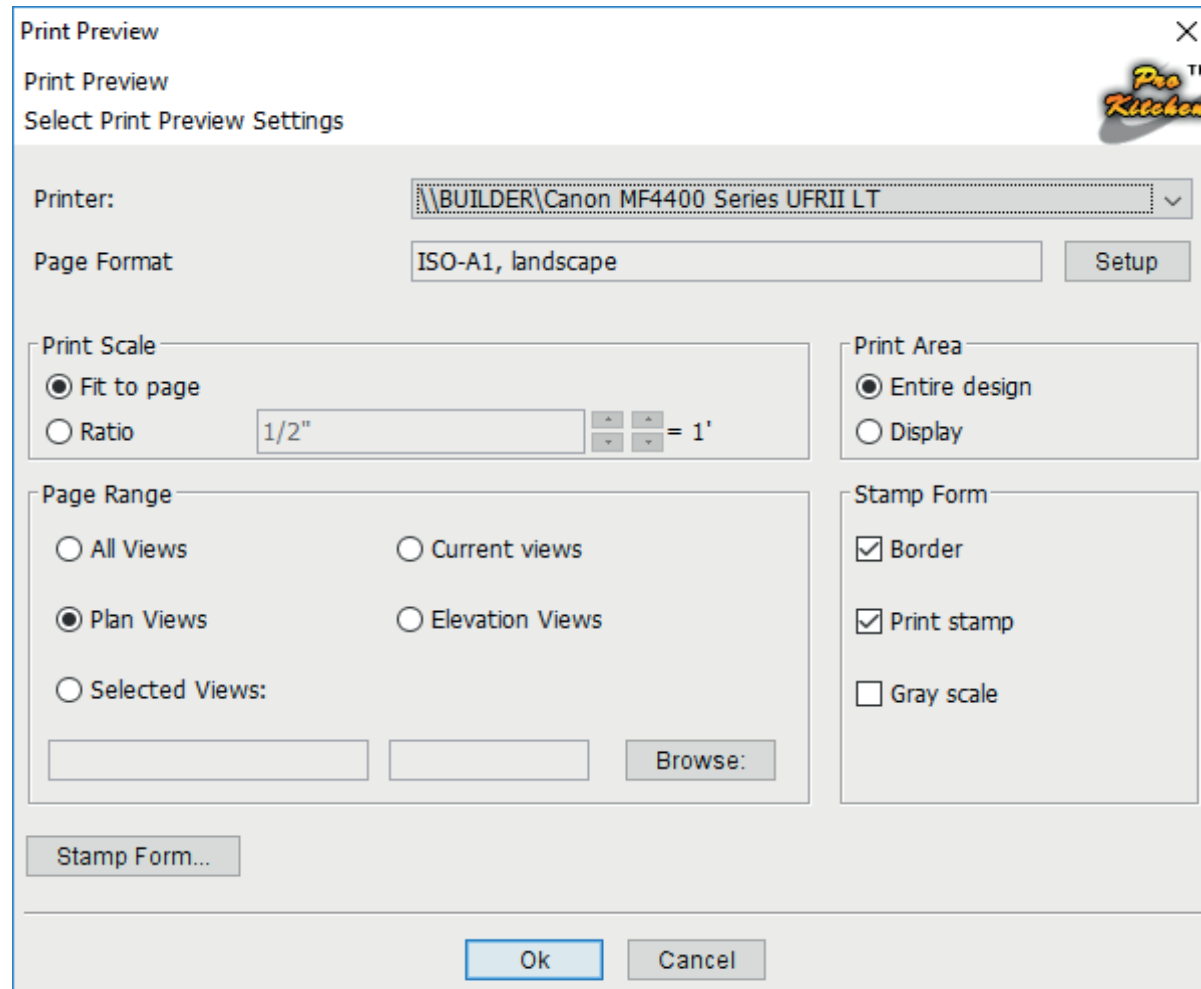 Print Preview
Print Preview
Pro TM
Kitchen
Select Print Preview Settings
Printer:
\\BUILDER\Canon MF4400 Series UFRII LT
Page Format
ISO-A1, landscape
Setup
Print Scale
Fit to page
Ratio
1/2"
= 1'
Print Area
Entire design
Display
Page Range
All Views
Current views
Plan Views
Elevation Views
Selected Views:
Browse:
Stamp Form
Border
Print stamp
Gray scale
Stamp Form...
Ok
Cancel